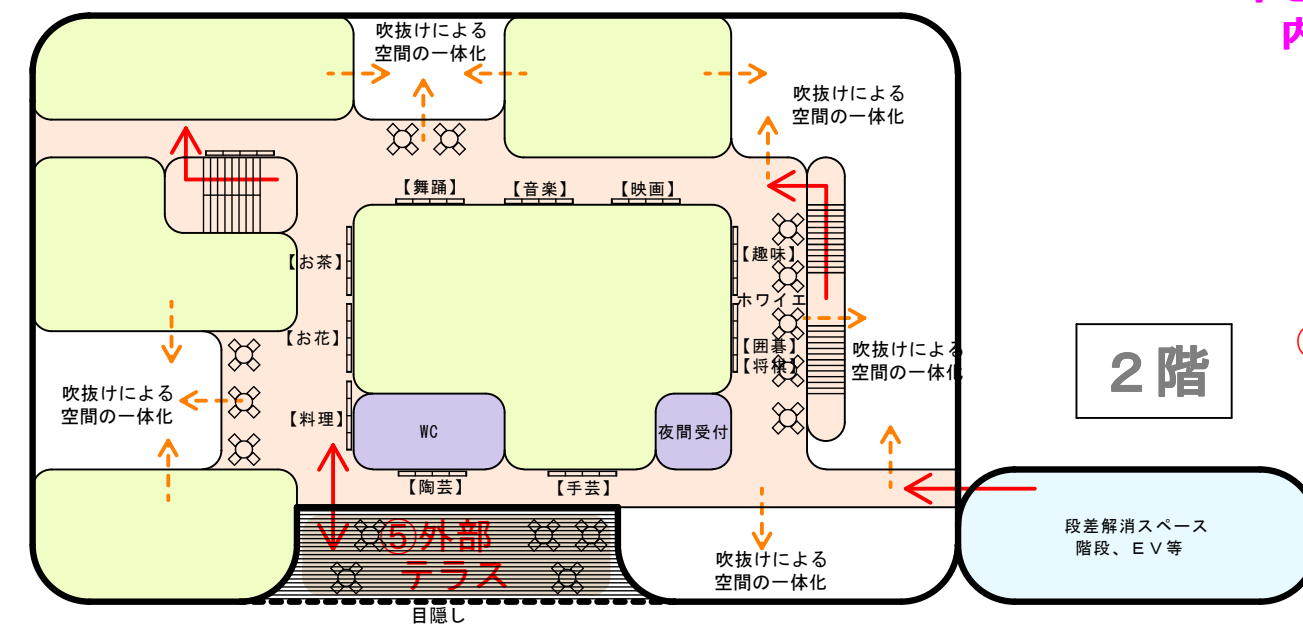 吹抜けによる
空間の一体化
内
吹抜けによる
空間の一体化
【舞踊】
【音楽】
【映画】
【お茶】
【趣味】
ホワイエ
【お花】
【囲碁】
【将棋】
吹抜けによる
空間の一体化
２階
吹抜けによる
空間の一体化
【料理】
WC
夜間受付
【陶芸】
【手芸】
⑤外部
テラス
段差解消スペース
階段、ＥＶ等
吹抜けによる
空間の一体化
目隠し